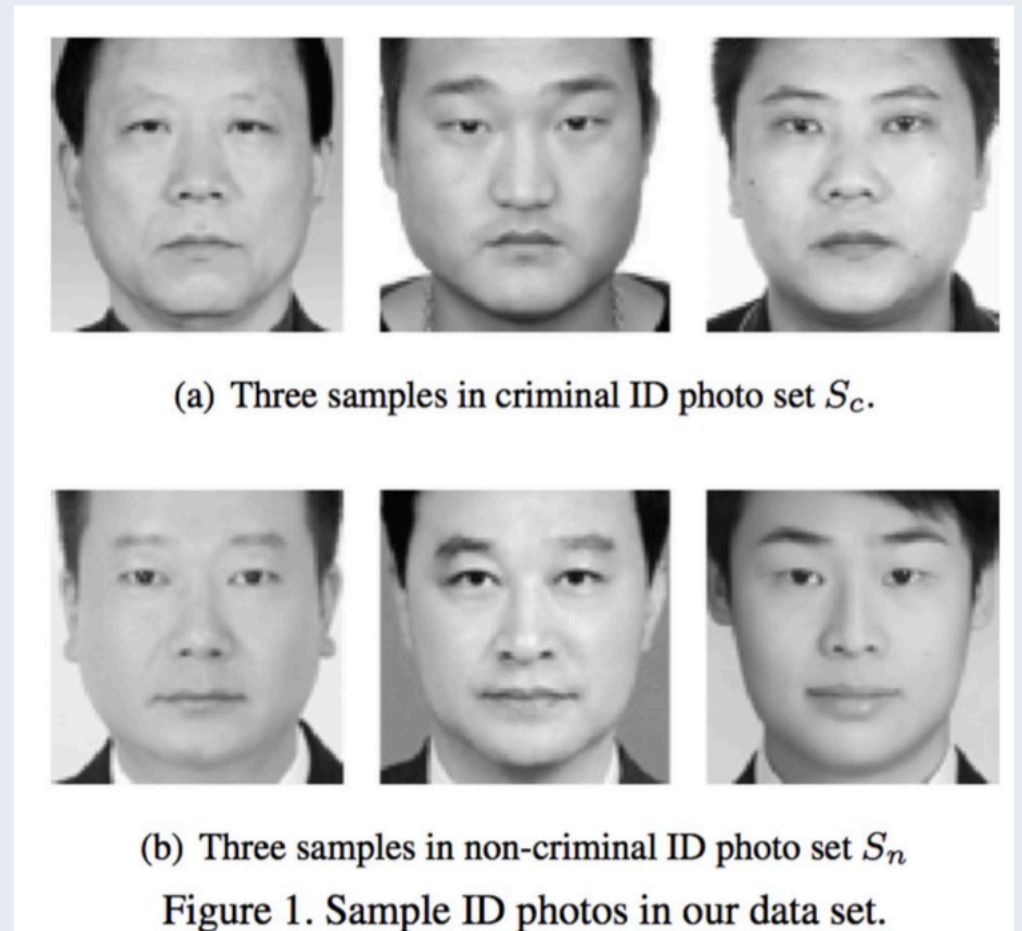 (a) Three samples in criminal ID photo set Sc.
(b) Three samples in non-criminal ID photo set Sn
Figure 1. Sample ID photos in our data set.